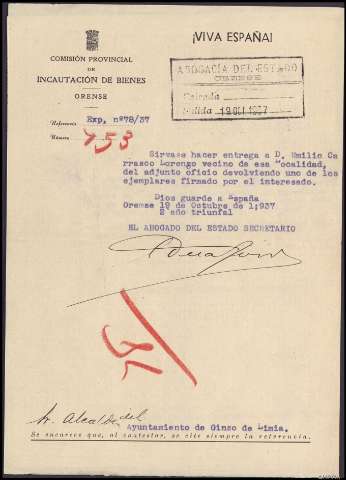 ¡VIVA ESPAÑA!
COMISIÓN PROVINCIAL
DE
INCAUTACIÓN DE BIENES
ORENSE
ABOGACIA DEL ESTADO
ORENSE
Entrada
Salida 19 OCT 1937
Referencia Exp. nº78/37
Número 753
Sirvase hacer entrega a D. Emilio Ca
rrasco Lorengo vecino de esa localidad,
del adjunto oficio devolviendo uno de los
ejemplares firmado por el interesado.
Dios guarde a España
Orense 19 de Octubre de 1,937
2 año triunfal
EL ABOGADO DEL ESTADO SECRETARIO
Sr. Alcalde del
Ayuntamiento de Ginzo de Limia.
Se encarece que, al contestar, se cite siempre la referencia.